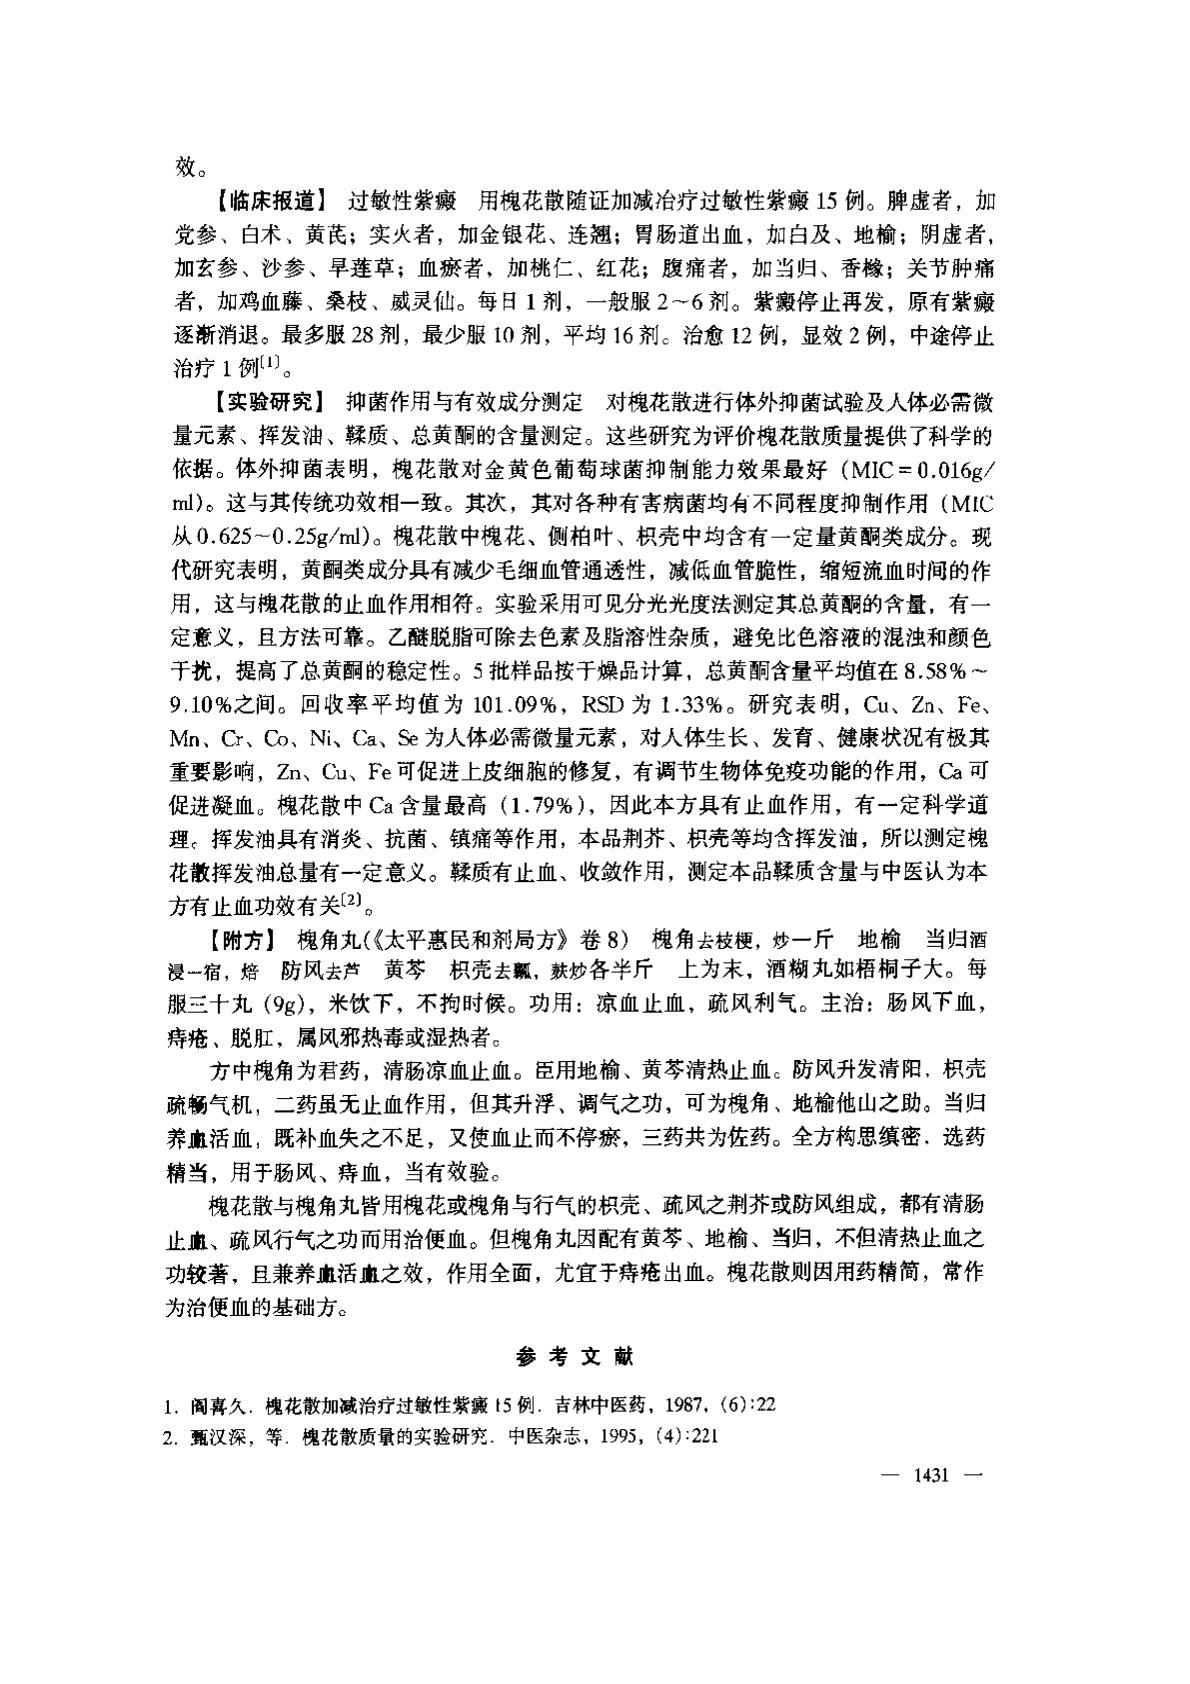 效。
【临床报道】 过敏性紫癜 用槐花散随证加减治疗过敏性紫癜 15 例。脾虚者，加
党参、白术、黄芪；实火者，加金银花、连翘；胃肠道出血，加白及、地榆；阴虚者，
加玄参、沙参、旱莲草；血瘀者，加桃仁、红花；腹痛者，加当归、香橼；关节肿痛
者，加鸡血藤、桑枝、威灵仙。每日 1 剂，一般服 2～6 剂。紫癜停止再发，原有紫癜
逐渐消退。最多服 28 剂，最少服 10 剂，平均 16 剂。治愈 12 例，显效 2 例，中途停止
治疗 1 例〔1〕。
【实验研究】 抑菌作用与有效成分测定 对槐花散进行体外抑菌试验及人体必需微
量元素、挥发油、鞣质、总黄酮的含量测定。这些研究为评价槐花散质量提供了科学的
依据。体外抑菌表明，槐花散对金黄色葡萄球菌抑制能力效果最好（MIC＝0.016g/
ml）。这与其传统功效相一致。其次，其对各种有害病菌均有不同程度抑制作用（MIC
从0.625～0.25g/ml）。槐花散中槐花、侧柏叶、枳壳中均含有一定量黄酮类成分。现
代研究表明，黄酮类成分具有减少毛细血管通透性，减低血管脆性，缩短流血时间的作
用，这与槐花散的止血作用相符。实验采用可见分光光度法测定其总黄酮的含量，有一
定意义，且方法可靠。乙醚脱脂可除去色素及脂溶性杂质，避免比色溶液的混浊和颜色
干扰，提高了总黄酮的稳定性。5 批样品按干燥品计算，总黄酮含量平均值在 8.58%～
9.10%之间。回收率平均值为 101.09%，RSD 为 1.33%。研究表明，Cu、Zn、Fe、
Mn、Cr、Co、Ni、Ca、Se 为人体必需微量元素，对人体生长、发育、健康状况有极其
重要影响，Zn、Cu、Fe 可促进上皮细胞的修复，有调节生物体免疫功能的作用，Ca 可
促进凝血。槐花散中 Ca 含量最高（1.79%），因此本方具有止血作用，有一定科学道
理。挥发油具有消炎、抗菌、镇痛等作用，本品荆芥、枳壳等均含挥发油，所以测定槐
花散挥发油总量有一定意义。鞣质有止血、收敛作用，测定本品鞣质含量与中医认为本
方有止血功效有关〔2〕。
【附方】 槐角丸(《太平惠民和剂局方》卷 8） 槐角去枝梗，炒一斤 地榆 当归酒
浸一宿，焙 防风去芦 黄芩 枳壳去瓤，麸炒各半斤 上为末，酒糊丸如梧桐子大。每
服三十丸（9g），米饮下，不拘时候。功用：凉血止血，疏风利气。主治：肠风下血，
痔疮、脱肛，属风邪热毒或湿热者。
方中槐角为君药，清肠凉血止血。臣用地榆、黄芩清热止血。防风升发清阳，枳壳
疏畅气机，二药虽无止血作用，但其升浮、调气之功，可为槐角、地榆他山之助。当归
养血活血，既补血失之不足，又使血止而不停瘀，三药共为佐药。全方构思缜密，选药
精当，用于肠风、痔血，当有效验。
槐花散与槐角丸皆用槐花或槐角与行气的枳壳、疏风之荆芥或防风组成，都有清肠
止血、疏风行气之功而用治便血。但槐角丸因配有黄芩、地榆、当归，不但清热止血之
功较著，且兼养血活血之效，作用全面，尤宜于痔疮出血。槐花散则因用药精简，常作
为治便血的基础方。
参 考 文 献
1. 阎喜久. 槐花散加减治疗过敏性紫癜 15 例. 吉林中医药，1987，(6):22
2. 甄汉深，等. 槐花散质量的实验研究. 中医杂志，1995，(4):221
— 1431 —